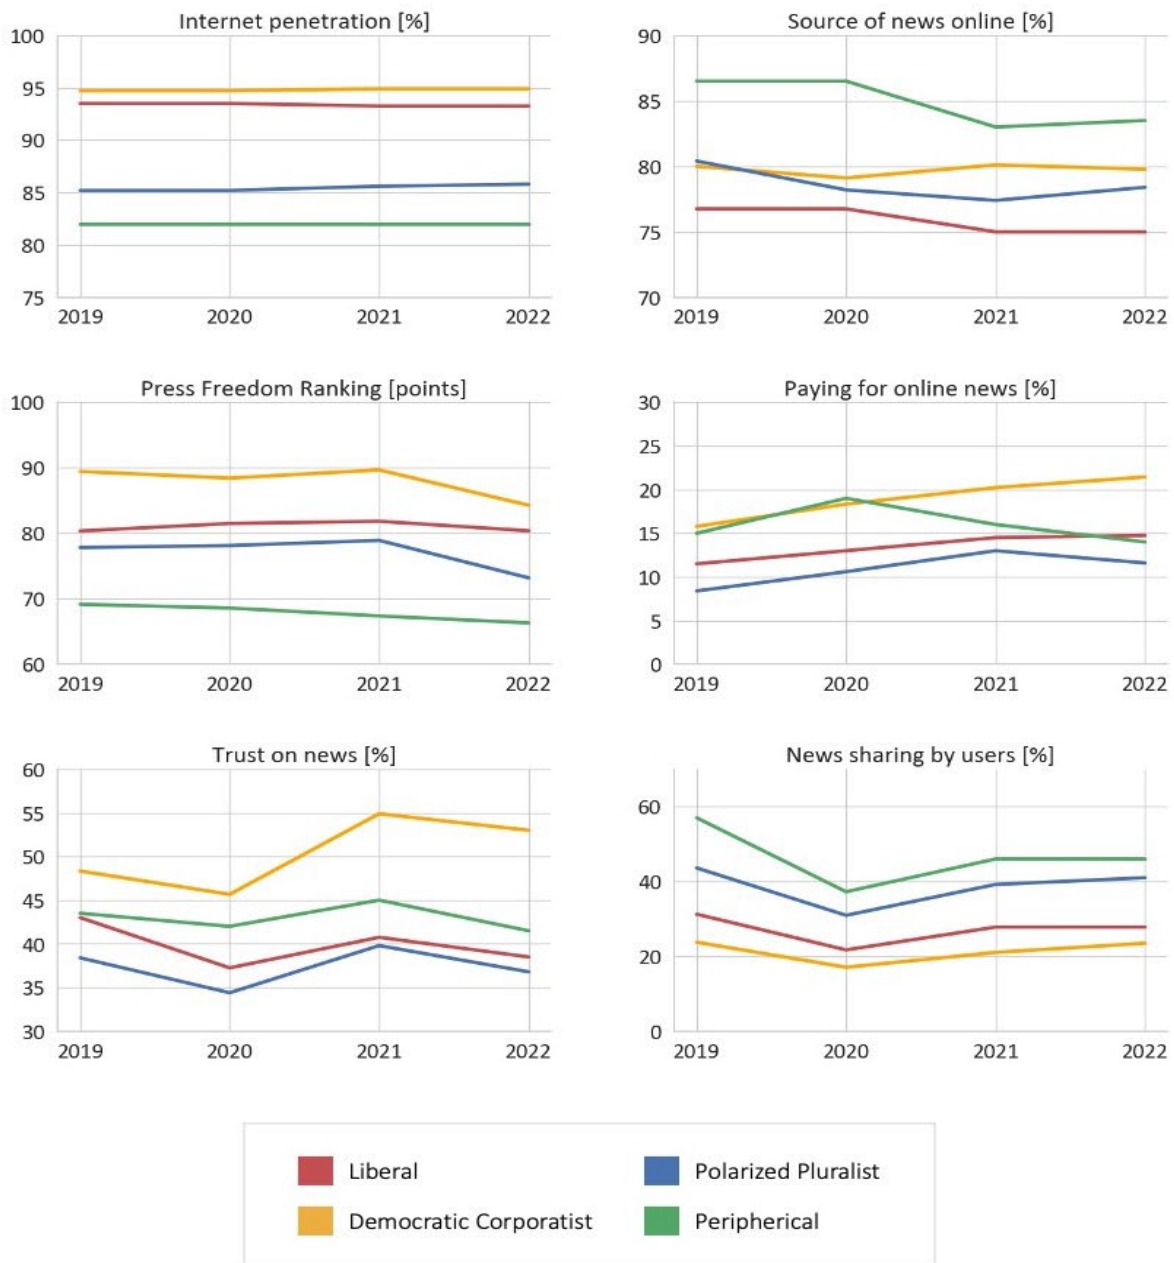 Internet penetration [%]
100
95
90
85
80
75
2019 2020 2021 2022
Source of news online [%]
90
85
80
75
70
2019 2020 2021 2022
Press Freedom Ranking [points]
100
90
80
70
60
2019 2020 2021 2022
Paying for online news [%]
30
25
20
15
10
5
0
2019 2020 2021 2022
Trust on news [%]
60
55
50
45
40
35
30
2019 2020 2021 2022
News sharing by users [%]
60
40
20
0
2019 2020 2021 2022
Liberal
Polarized Pluralist
Democratic Corporatist
Peripherical